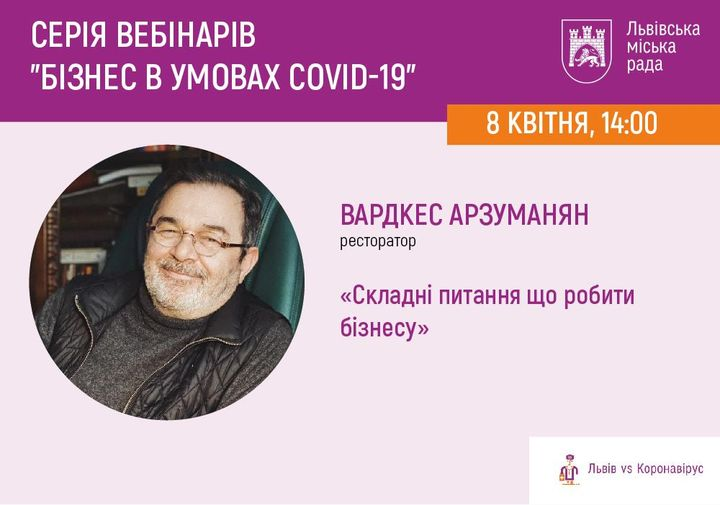 СЕРІЯ ВЕБІНАРІВ
"БІЗНЕС В УМОВАХ COVID-19"
Львівська
міська
рада
8 КВІТНЯ, 14:00
ВАРДКЕС АРЗУМАНЯН
ресторатор
«Складні питання що робити
бізнесу»
Львів vs Коронавірус